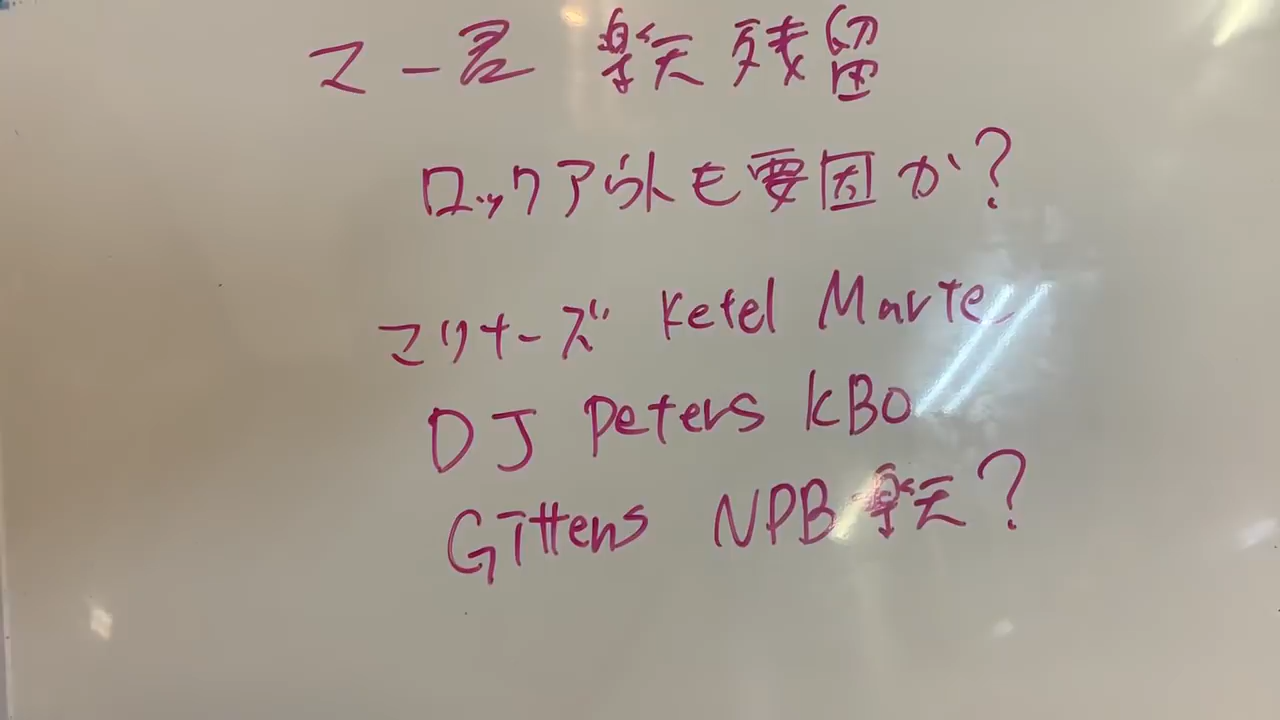 マー君 楽天 残留
ロックアウトも要因か?
マリナーズ Ketel Marte
DJ Peters KBO
Gittens NPB 楽天?